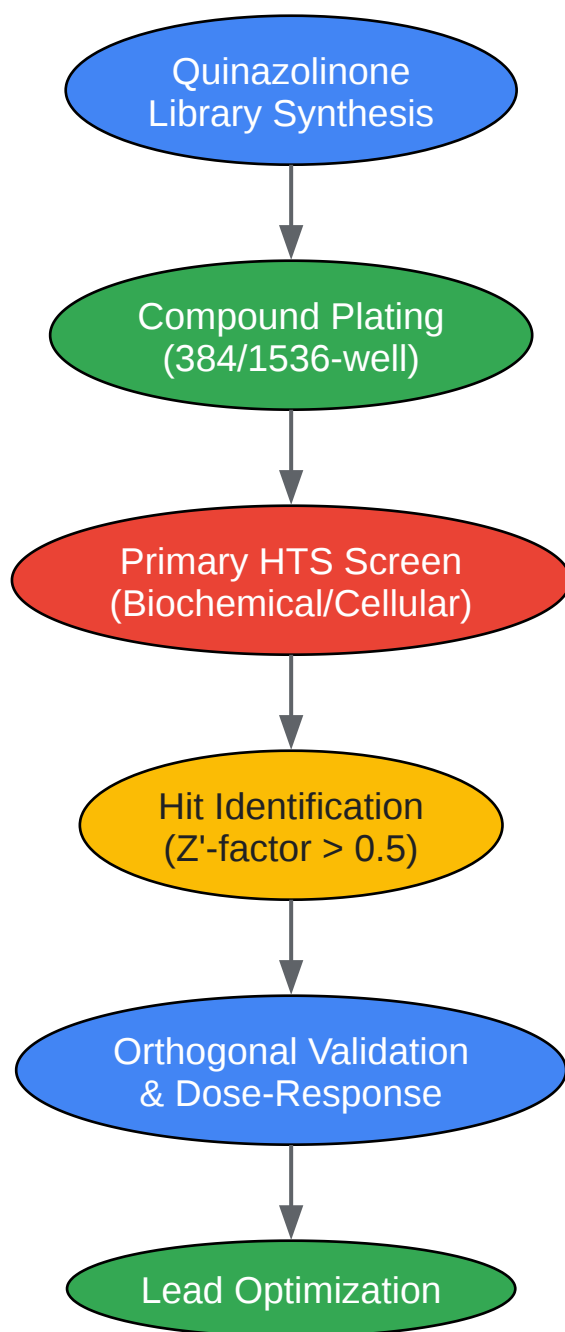 Quinazolinone
Library Synthesis
Compound Plating
(384/1536-well)
Primary HTS Screen
(Biochemical/Cellular)
Hit Identification
(Z'-factor > 0.5)
Orthogonal Validation
& Dose-Response
Lead Optimization